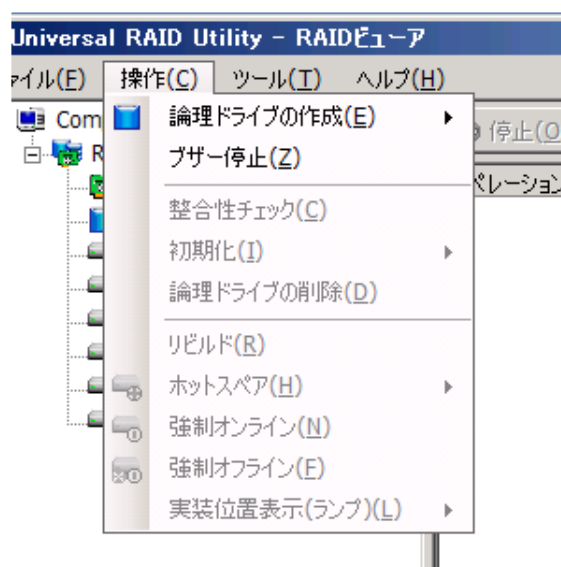 Universal RAID Utility - RAIDビューア
ァイル(F) 操作(C) ツール(T) ヘルプ(H)
Com
停止(O
R
ペレーション
論理ドライブの作成(E)
ブザー停止(Z)
整合性チェック(C)
初期化(I)
論理ドライブの削除(D)
リビルド(R)
ホットスペア(H)
強制オンライン(N)
強制オフライン(F)
実装位置表示(ランプ)(L)